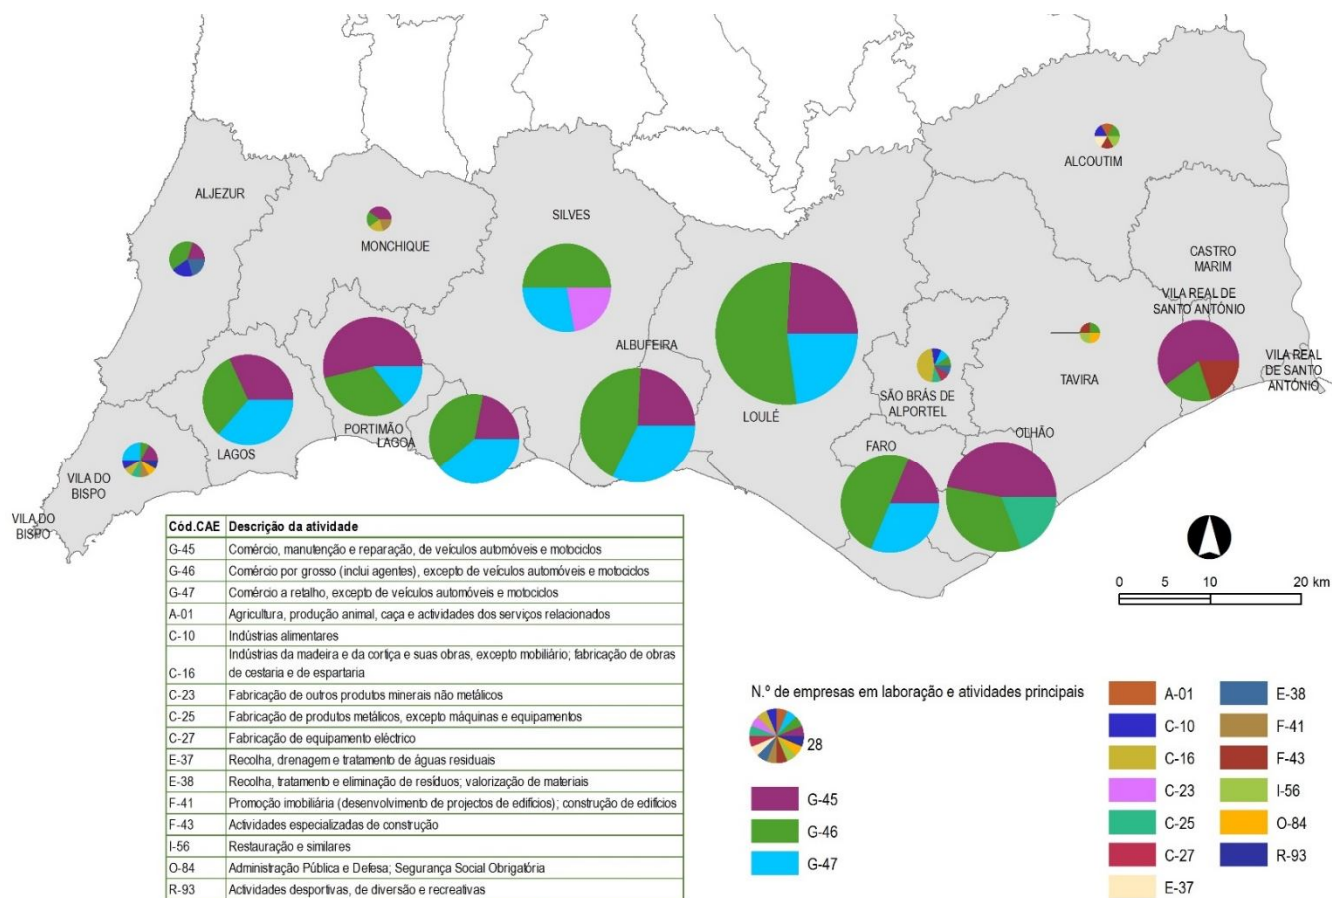 ALCOUTIM
ALJEZUR
SILVES
MONCHIQUE
CASTRO
MARIM
VILA REAL DE
SANTO ANTÓNIO
ALBUFEIRA
VILA REAL
DE SANTO
ANTÓNIO
TAVIRA
SÃO BRÁS DE
ALPORTEL
LOULÉ
PORTIMÃO
LAGOA
OLHÃO
FARO
LAGOS
VILA DO
BISPO
VILA DO
BISPO
Cód.CAE Descrição da atividade
G-45 Comércio, manutenção e reparação, de veículos automóveis e motociclos
G-46 Comércio por grosso (inclui agentes), excepto de veículos automóveis e motociclos
G-47 Comércio a retalho, excepto de veículos automóveis e motociclos
A-01 Agricultura, produção animal, caça e actividades dos serviços relacionados
C-10 Indústrias alimentares
C-16 Indústrias da madeira e da cortiça e suas obras, excepto mobiliário; fabricação de obras
de cestaria e de espartaria
C-23 Fabricação de outros produtos minerais não metálicos
C-25 Fabricação de produtos metálicos, excepto máquinas e equipamentos
C-27 Fabricação de equipamento eléctrico
E-37 Recolha, drenagem e tratamento de águas residuais
E-38 Recolha, tratamento e eliminação de resíduos; valorização de materiais
F-41 Promoção imobiliária (desenvolvimento de projectos de edifícios); construção de edifícios
F-43 Actividades especializadas de construção
I-56 Restauração e similares
O-84 Administração Pública e Defesa; Segurança Social Obrigatória
R-93 Actividades desportivas, de diversão e recreativas
0 5 10 20 km
N.º de empresas em laboração e atividades principais
28
G-45
G-46
G-47
A-01
C-10
C-16
C-23
C-25
C-27
E-37
E-38
F-41
F-43
I-56
O-84
R-93